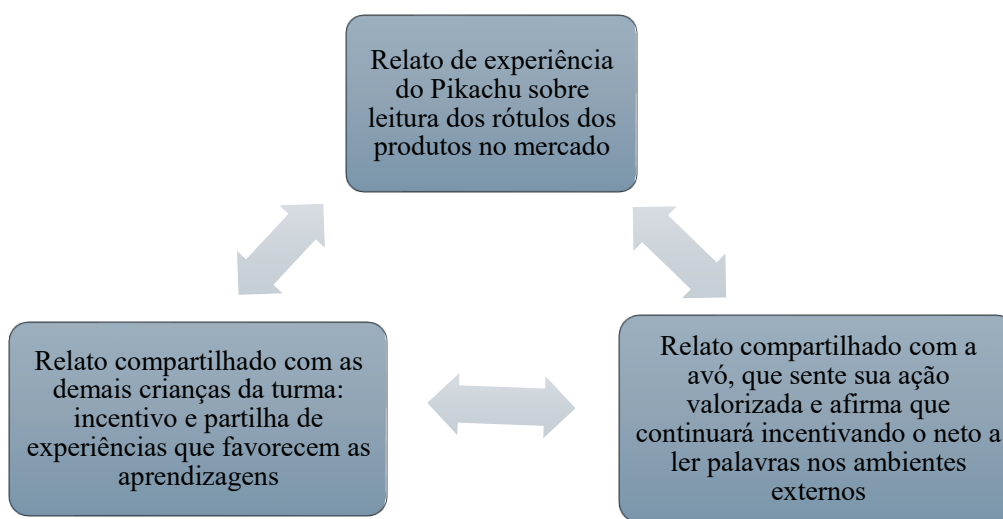 Relato de experiência
do Pikachu sobre
leitura dos rótulos dos
produtos no mercado
Relato compartilhado com as
demais crianças da turma:
incentivo e partilha de
experiências que favorecem as
aprendizagens
Relato compartilhado com a
avó, que sente sua ação
valorizada e afirma que
continuará incentivando o neto a
ler palavras nos ambientes
externos